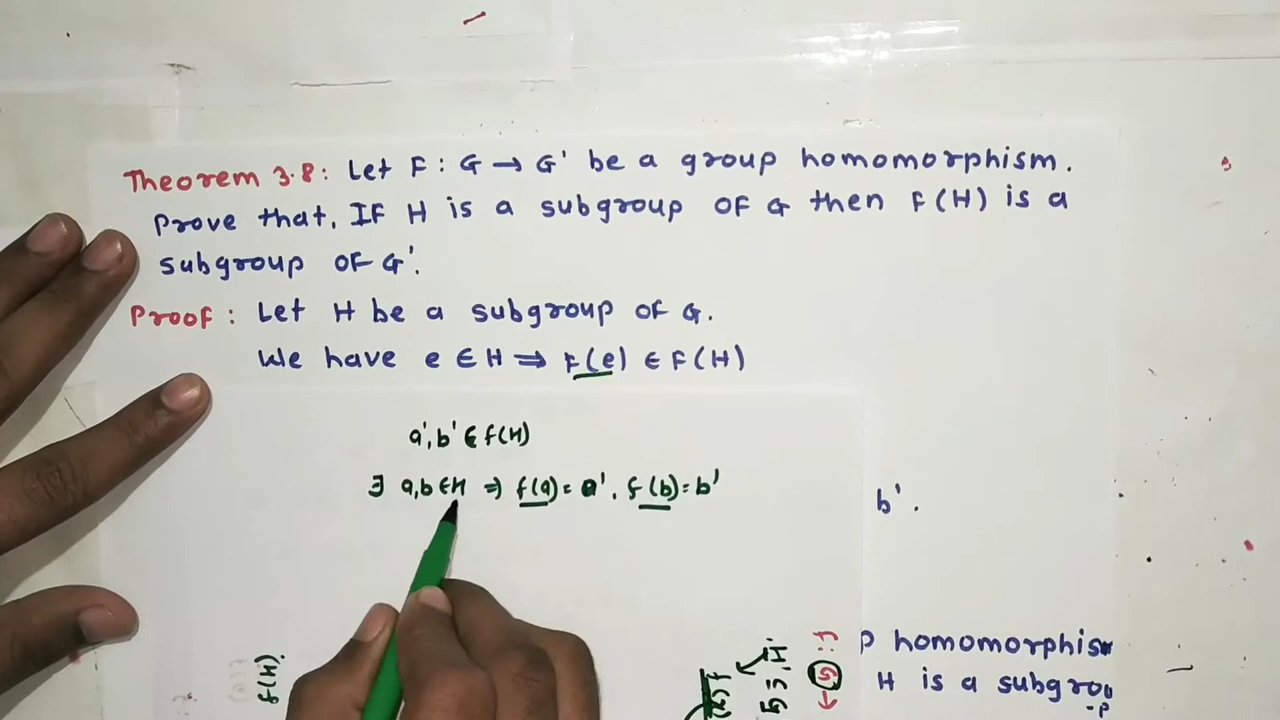 Theorem 3.8: Let F : G → G' be a group homomorphism.
Prove that, If H is a subgroup of G then F(H) is a
subgroup of G'.
Proof : Let H be a subgroup of G.
We have e ∈ H ⇒ F(e) ∈ F(H)
a', b' ∈ f(H)
∃ a,b ∈ H ⇒ f(a) = a', f(b) = b'
b'.
p homomorphism
H is a subgrou
f(H).